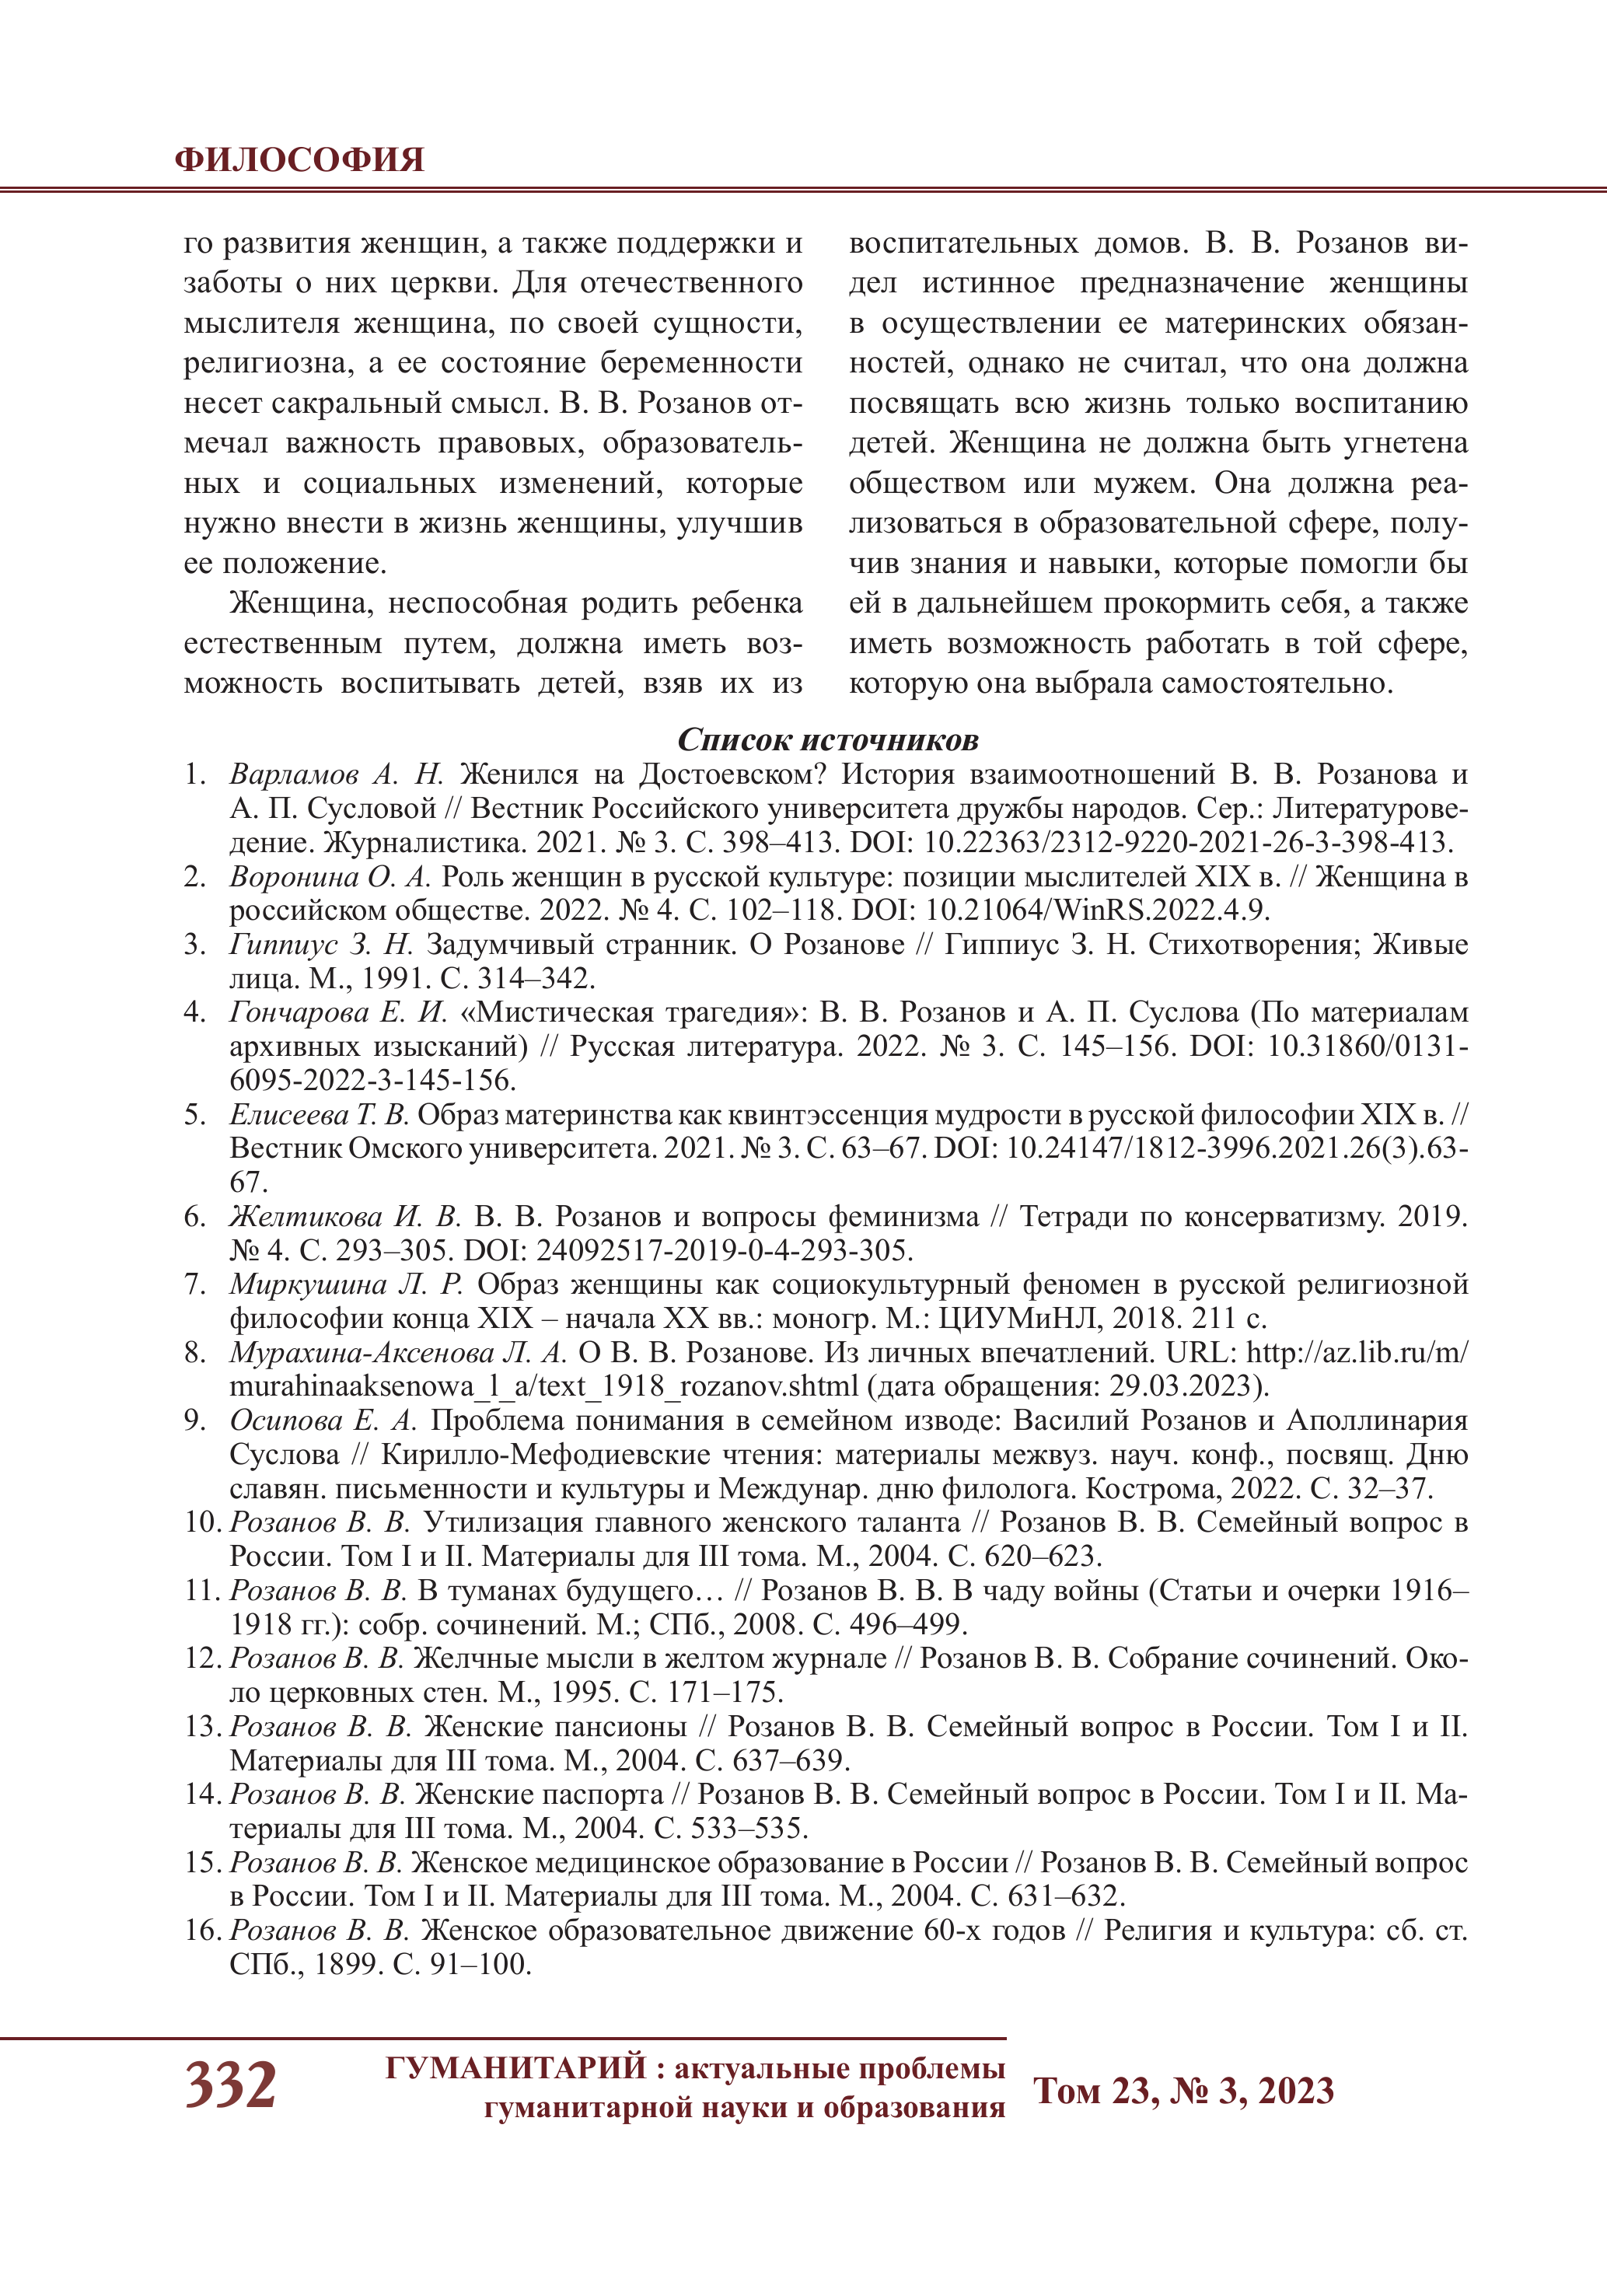 ФИЛОСОФИЯ
го развития женщин, а также поддержки и
заботы о них церкви. Для отечественного
мыслителя женщина, по своей сущности,
религиозна, а ее состояние беременности
несет сакральный смысл. В. В. Розанов от-
мечал важность правовых, образователь-
ных и социальных изменений, которые
нужно внести в жизнь женщины, улучшив
ее положение.
Женщина, неспособная родить ребенка
естественным путем, должна иметь воз-
можность воспитывать детей, взяв их из
воспитательных домов. В. В. Розанов ви-
дел истинное предназначение женщины
в осуществлении ее материнских обязан-
ностей, однако не считал, что она должна
посвящать всю жизнь только воспитанию
детей. Женщина не должна быть угнетена
обществом или мужем. Она должна реа-
лизоваться в образовательной сфере, полу-
чив знания и навыки, которые помогли бы
ей в дальнейшем прокормить себя, а также
иметь возможность работать в той сфере,
которую она выбрала самостоятельно.
Список источников
1. Варламов А. Н. Женился на Достоевском? История взаимоотношений В. В. Розанова и
А. П. Сусловой // Вестник Российского университета дружбы народов. Сер.: Литературове-
дение. Журналистика. 2021. № 3. С. 398–413. DOI: 10.22363/2312-9220-2021-26-3-398-413.
2. Воронина О. А. Роль женщин в русской культуре: позиции мыслителей XIX в. // Женщина в
российском обществе. 2022. № 4. С. 102–118. DOI: 10.21064/WinRS.2022.4.9.
3. Гиппиус З. Н. Задумчивый странник. О Розанове // Гиппиус З. Н. Стихотворения; Живые
лица. М., 1991. С. 314–342.
4. Гончарова Е. И. «Мистическая трагедия»: В. В. Розанов и А. П. Суслова (По материалам
архивных изысканий) // Русская литература. 2022. № 3. С. 145–156. DOI: 10.31860/0131-
6095-2022-3-145-156.
5. Елисеева Т. В. Образ материнства как квинтэссенция мудрости в русской философии XIX в. //
Вестник Омского университета. 2021. № 3. С. 63–67. DOI: 10.24147/1812-3996.2021.26(3).63-
67.
6. Желтикова И. В. В. В. Розанов и вопросы феминизма // Тетради по консерватизму. 2019.
№ 4. С. 293–305. DOI: 24092517-2019-0-4-293-305.
7. Миркушина Л. Р. Образ женщины как социокультурный феномен в русской религиозной
философии конца XIX – начала XX вв.: моногр. М.: ЦИУМиНЛ, 2018. 211 с.
8. Мурахина-Аксенова Л. А. О В. В. Розанове. Из личных впечатлений. URL: http://az.lib.ru/m/
murahinaaksenowa_l_a/text_1918_rozanov.shtml (дата обращения: 29.03.2023).
9. Осипова Е. А. Проблема понимания в семейном изводе: Василий Розанов и Аполлинария
Суслова // Кирилло-Мефодиевские чтения: материалы межвуз. науч. конф., посвящ. Дню
славян. письменности и культуры и Междунар. дню филолога. Кострома, 2022. С. 32–37.
10. Розанов В. В. Утилизация главного женского таланта // Розанов В. В. Семейный вопрос в
России. Том I и II. Материалы для III тома. М., 2004. С. 620–623.
11. Розанов В. В. В туманах будущего… // Розанов В. В. В чаду войны (Статьи и очерки 1916–
1918 гг.): собр. сочинений. М.; СПб., 2008. С. 496–499.
12. Розанов В. В. Желчные мысли в желтом журнале // Розанов В. В. Собрание сочинений. Око-
ло церковных стен. М., 1995. С. 171–175.
13. Розанов В. В. Женские пансионы // Розанов В. В. Семейный вопрос в России. Том I и II.
Материалы для III тома. М., 2004. С. 637–639.
14. Розанов В. В. Женские паспорта // Розанов В. В. Семейный вопрос в России. Том I и II. Ма-
териалы для III тома. М., 2004. С. 533–535.
15. Розанов В. В. Женское медицинское образование в России // Розанов В. В. Семейный вопрос
в России. Том I и II. Материалы для III тома. М., 2004. С. 631–632.
16. Розанов В. В. Женское образовательное движение 60-х годов // Религия и культура: сб. ст.
СПб., 1899. С. 91–100.
332
ГУМАНИТАРИЙ : актуальные проблемы
гуманитарной науки и образования
Том 23, № 3, 2023